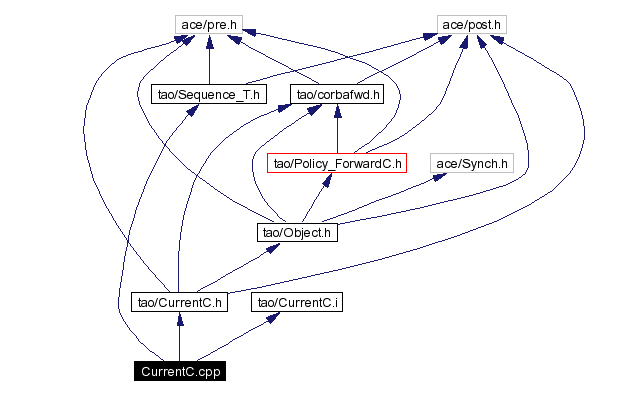 ace/pre.h
ace/post.h
tao/Sequence_T.h
tao/corbafwd.h
tao/Policy_ForwardC.h
ace/Synch.h
tao/Object.h
tao/CurrentC.h
tao/CurrentC.i
CurrentC.cpp